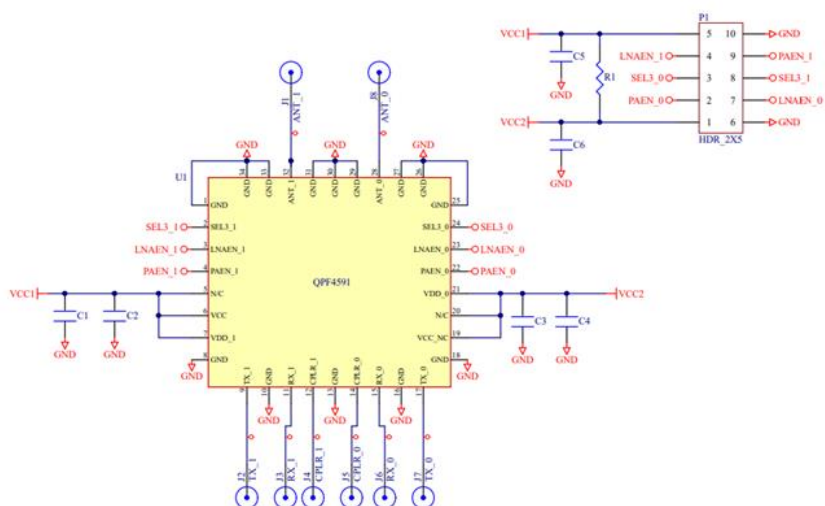 P1
VCC1
5 10
GND
C5
LNAEN_1
4 9
PAEN_1
GND
R1
SEL3_0
3 8
SEL3_1
PAEN_0
2 7
LNAEN_0
VCC2
1 6
GND
C6
HDR_2X5
GND
J1
ANT_1
J8
ANT_0
GND
GND
GND
U1
34 33 32 31 30 29 28 27 26
GND GND ANT_1 GND GND GND ANT_0 GND GND
1 GND
GND 25
SEL3_1 2 SEL3_1
SEL3_0 24 SEL3_0
LNAEN_1 3 LNAEN_1
LNAEN_0 23 LNAEN_0
PAEN_1 4 PAEN_1
PAEN_0 22 PAEN_0
QPF4591
VCC1
5 N/C
VDD_0 21
VCC2
C1 C2
6 VCC
N/C 20
C3 C4
GND GND
7 VDD_1
VCC_NC 19
GND GND
8 GND
GND 18
GND
GND
TX_1 GND RX_1 CPLR_1 GND CPLR_0 RX_0 GND TX_0
9 10 11 12 13 14 15 16 17
GND GND GND
J2 TX_1
J3 RX_1
J4 CPLR_1
J5 CPLR_0
J6 RX_0
J7 TX_0